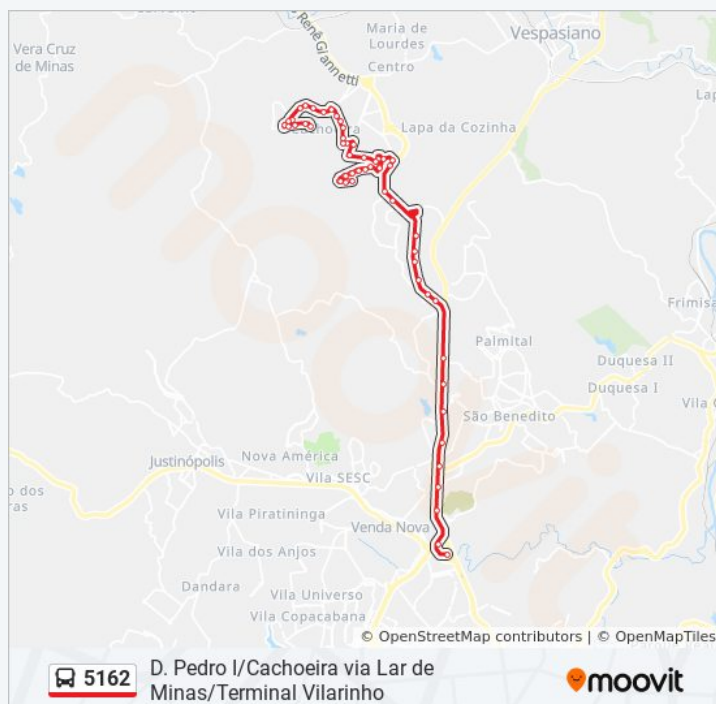 Renê Giannetti
Maria de
Lourdes
Vespasiano
Vera Cruz
de Minas
Centro
Lapa da Cozinha
Frimisa
Palmital
Duquesa II
Duquesa I
São Benedito
Nova América
Justinópolis
Vila SESC
Vila Piratininga
Venda Nova
Vila dos Anjos
Dandara
Vila Universo
Vila Copacabana
© OpenStreetMap contributors | © OpenMapTiles
5162
D. Pedro I/Cachoeira via Lar de
Minas/Terminal Vilarinho
moovit